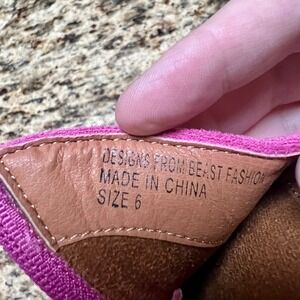 DESIGNS FROM BEAST FASHION
MADE IN CHINA
SIZE 6